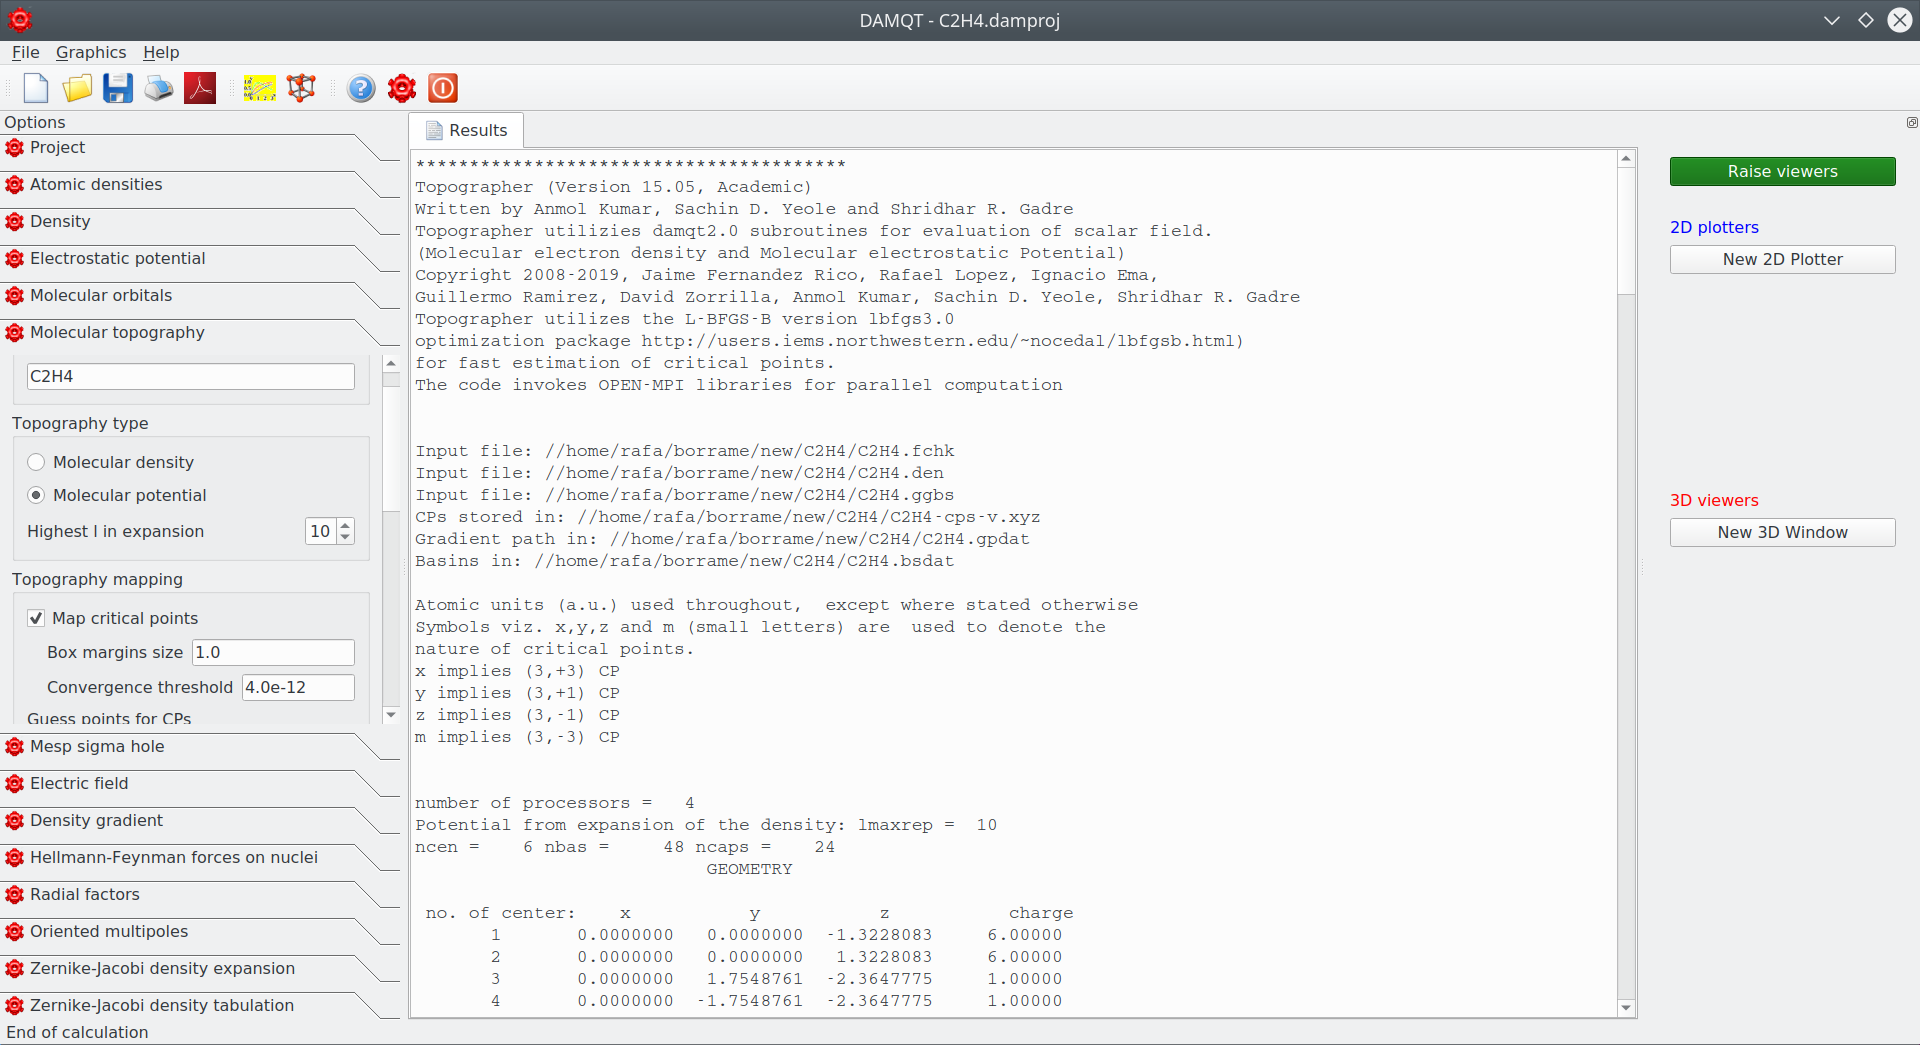 DAMQT - C2H4.damproj
File Graphics Help
Options
Project
Atomic densities
Density
Electrostatic potential
Molecular orbitals
Molecular topography
C2H4
Topography type
Molecular density
Molecular potential
Highest l in expansion 10
Topography mapping
Map critical points
Box margins size 1.0
Convergence threshold 4.0e-12
Guess points for CPs
Mesp sigma hole
Electric field
Density gradient
Hellmann-Feynman forces on nuclei
Radial factors
Oriented multipoles
Zernike-Jacobi density expansion
Zernike-Jacobi density tabulation
End of calculation
Results
****************************************
Topographer (Version 15.05, Academic)
Written by Anmol Kumar, Sachin D. Yeole and Shridhar R. Gadre
Topographer utilizies damqt2.0 subroutines for evaluation of scalar field.
(Molecular electron density and Molecular electrostatic Potential)
Copyright 2008-2019, Jaime Fernandez Rico, Rafael Lopez, Ignacio Ema,
Guillermo Ramirez, David Zorrilla, Anmol Kumar, Sachin D. Yeole, Shridhar R. Gadre
Topographer utilizes the L-BFGS-B version lbfgs3.0
optimization package http://users.iems.northwestern.edu/~nocedal/lbfgsb.html)
for fast estimation of critical points.
The code invokes OPEN-MPI libraries for parallel computation
Input file: //home/rafa/borrame/new/C2H4/C2H4.fchk
Input file: //home/rafa/borrame/new/C2H4/C2H4.den
Input file: //home/rafa/borrame/new/C2H4/C2H4.ggbs
CPs stored in: //home/rafa/borrame/new/C2H4/C2H4-cps-v.xyz
Gradient path in: //home/rafa/borrame/new/C2H4/C2H4.gpdat
Basins in: //home/rafa/borrame/new/C2H4/C2H4.bsdat
Atomic units (a.u.) used throughout,  except where stated otherwise
Symbols viz. x,y,z and m (small letters) are  used to denote the
nature of critical points.
x implies (3,+3) CP
y implies (3,+1) CP
z implies (3,-1) CP
m implies (3,-3) CP
number of processors =   4
Potential from expansion of the density: lmaxrep =  10
ncen =    6 nbas =     48 ncaps =    24
GEOMETRY
no. of center:    x           y           z           charge
1       0.0000000   0.0000000  -1.3228083     6.00000
2       0.0000000   0.0000000   1.3228083     6.00000
3       0.0000000   1.7548761  -2.3647775     1.00000
4       0.0000000  -1.7548761  -2.3647775     1.00000
Raise viewers
2D plotters
New 2D Plotter
3D viewers
New 3D Window